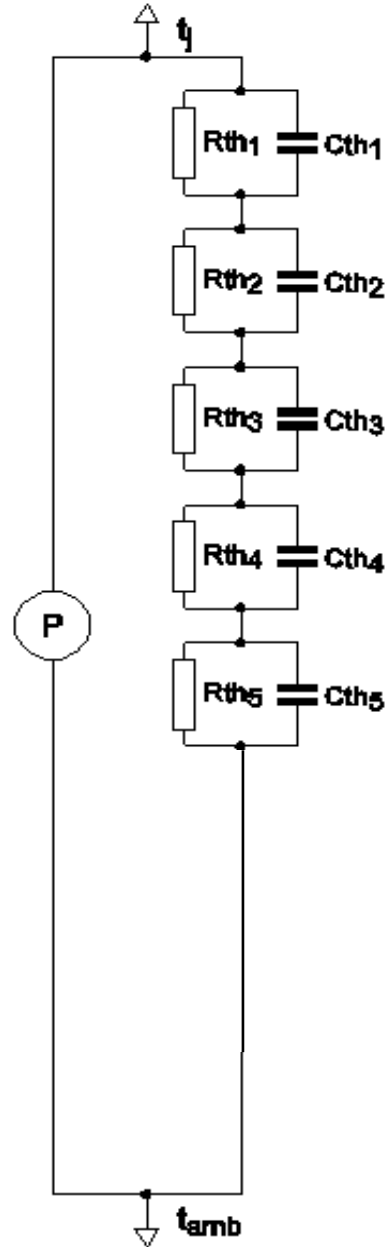 tj
Rth1 Cth1
Rth2 Cth2
Rth3 Cth3
Rth4 Cth4
P
Rth5 Cth5
tamb